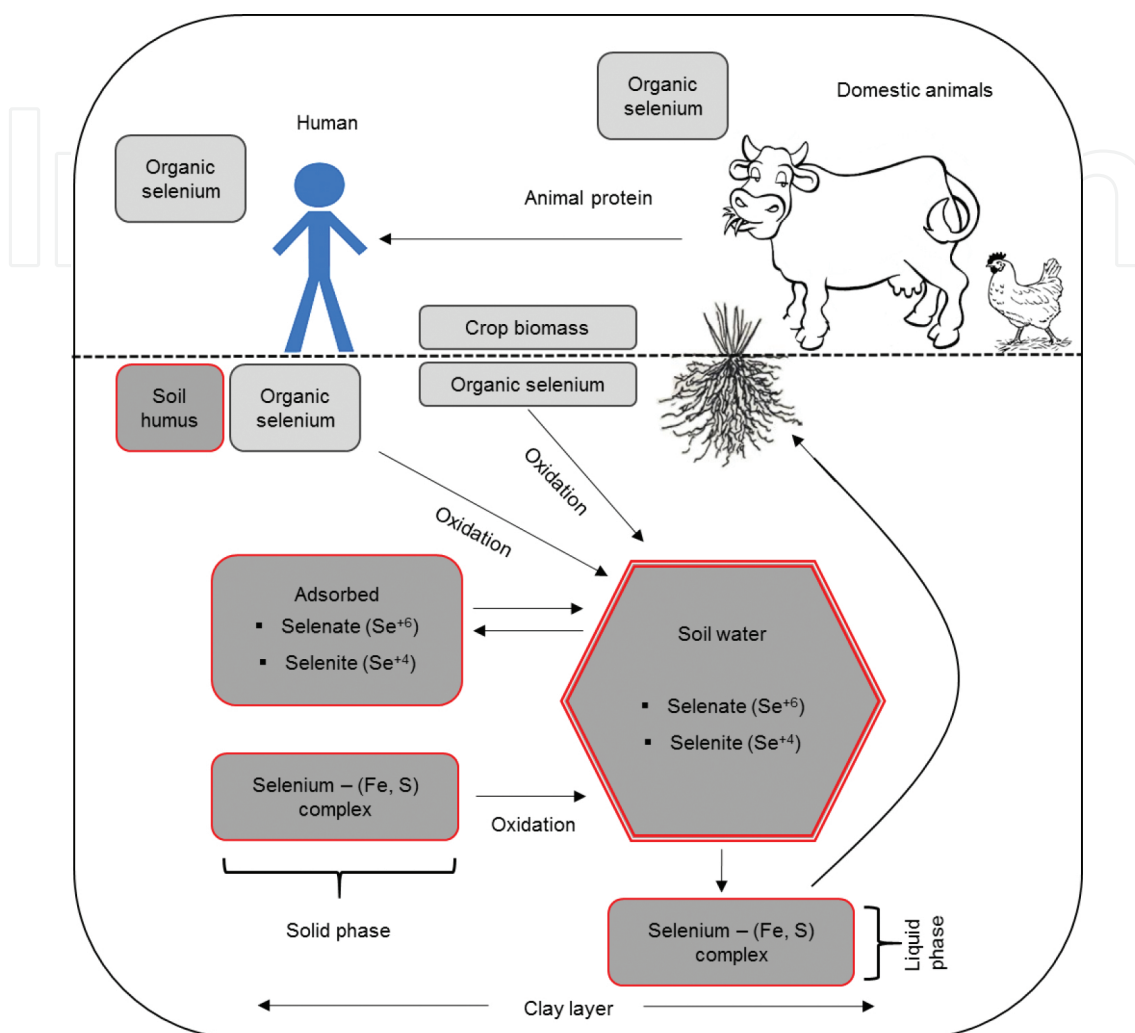 Organic
selenium
Domestic animals
Human
Organic
selenium
Animal protein
Crop biomass
Organic selenium
Soil
humus
Organic
selenium
Oxidation
Oxidation
Adsorbed
▪ Selenate (Se⁺⁶)
▪ Selenite (Se⁺⁴)
Soil water
▪ Selenate (Se⁺⁶)
▪ Selenite (Se⁺⁴)
Selenium – (Fe, S)
complex
Oxidation
Solid phase
Selenium – (Fe, S)
complex
Liquid
phase
Clay layer